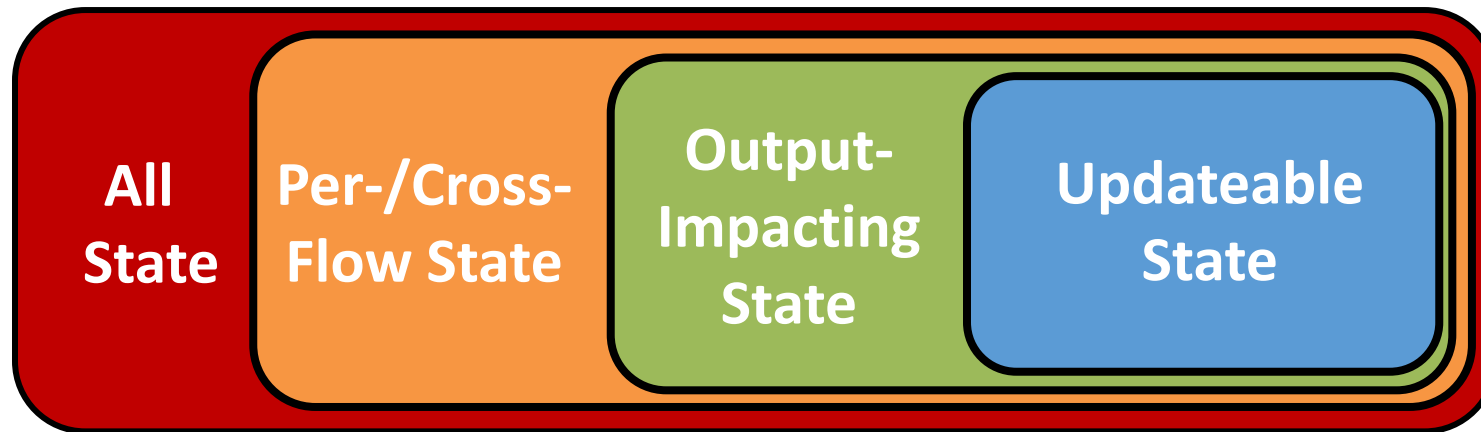 All
State
Per-/Cross-
Flow State
Output-
Impacting
State
Updateable
State